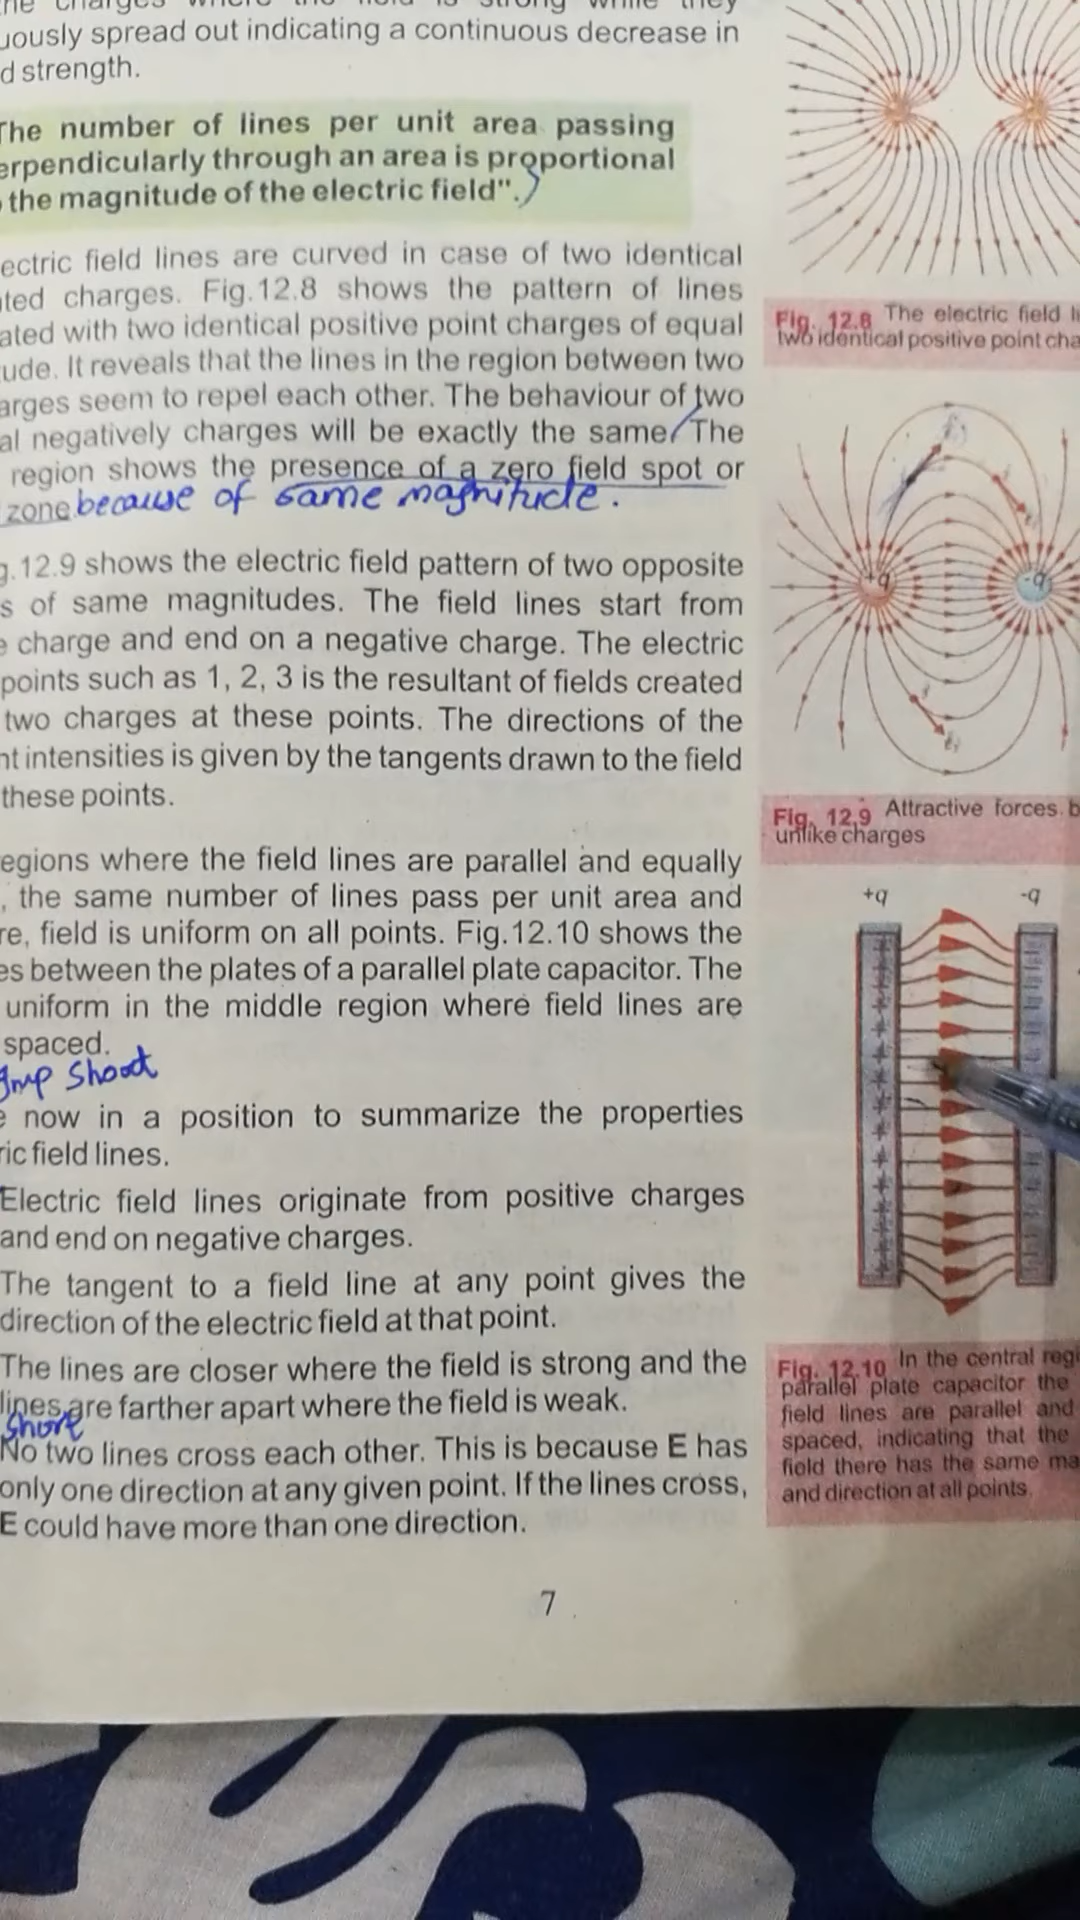 uously spread out indicating a continuous decrease in
d strength.
The number of lines per unit area passing
erpendicularly through an area is proportional
the magnitude of the electric field".
ectric field lines are curved in case of two identical
ated charges. Fig.12.8 shows the pattern of lines
ated with two identical positive point charges of equal
ude. It reveals that the lines in the region between two
arges seem to repel each other. The behaviour of two
al negatively charges will be exactly the same. The
region shows the presence of a zero field spot or
zone because of same magnitude.
g.12.9 shows the electric field pattern of two opposite
s of same magnitudes. The field lines start from
e charge and end on a negative charge. The electric
points such as 1, 2, 3 is the resultant of fields created
two charges at these points. The directions of the
nt intensities is given by the tangents drawn to the field
these points.
egions where the field lines are parallel and equally
, the same number of lines pass per unit area and
re, field is uniform on all points. Fig.12.10 shows the
es between the plates of a parallel plate capacitor. The
uniform in the middle region where field lines are
spaced.
Imp Shoot
e now in a position to summarize the properties
ric field lines.
Electric field lines originate from positive charges
and end on negative charges.
The tangent to a field line at any point gives the
direction of the electric field at that point.
The lines are closer where the field is strong and the
lines are farther apart where the field is weak.
Short
No two lines cross each other. This is because E has
only one direction at any given point. If the lines cross,
E could have more than one direction.
7
Fig. 12.8 The electric field li
two identical positive point cha
+q -q
Fig. 12.9 Attractive forces b
unlike charges
+q -q
Fig. 12.10 In the central regi
parallel plate capacitor the
field lines are parallel and
spaced, indicating that the
field there has the same ma
and direction at all points.